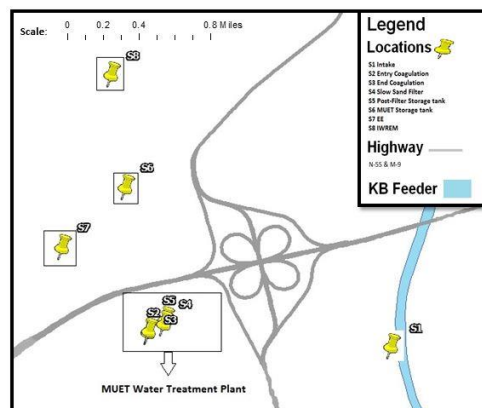 Scale:
0 0.2 0.4 0.8 Miles
Legend
Locations
S1 Intake
S2 Entry Coagulation
S3 End Coagulation
S4 Slow Sand Filter
S5 Post-Filter Storage tank
S6 MUET Storage tank
S7 EE
S8 IWREM
Highway
N-55 & M-9
KB Feeder
S8
S6
S7
S5
S4
S2
S3
S1
MUET Water Treatment Plant